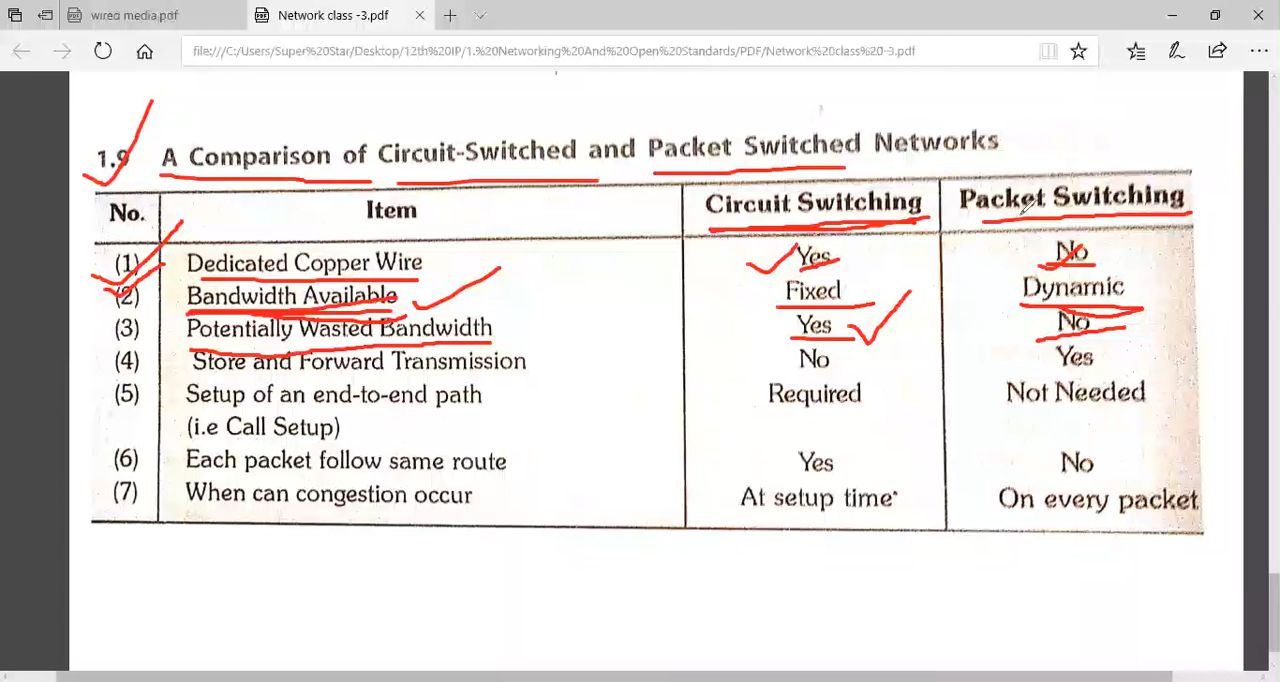 wired media.pdf
Network class -3.pdf
file:///C:/Users/Super%20Star/Desktop/12th%20IP/1.%20Networking%20And%20Open%20Standards/PDF/Network%20class%20-3.pdf
1.9 A Comparison of Circuit-Switched and Packet Switched Networks
No. Item Circuit Switching Packet Switching
(1) Dedicated Copper Wire Yes No
(2) Bandwidth Available Fixed Dynamic
(3) Potentially Wasted Bandwidth Yes No
(4) Store and Forward Transmission No Yes
(5) Setup of an end-to-end path Required Not Needed
(i.e Call Setup)
(6) Each packet follow same route Yes No
(7) When can congestion occur At setup time* On every packet